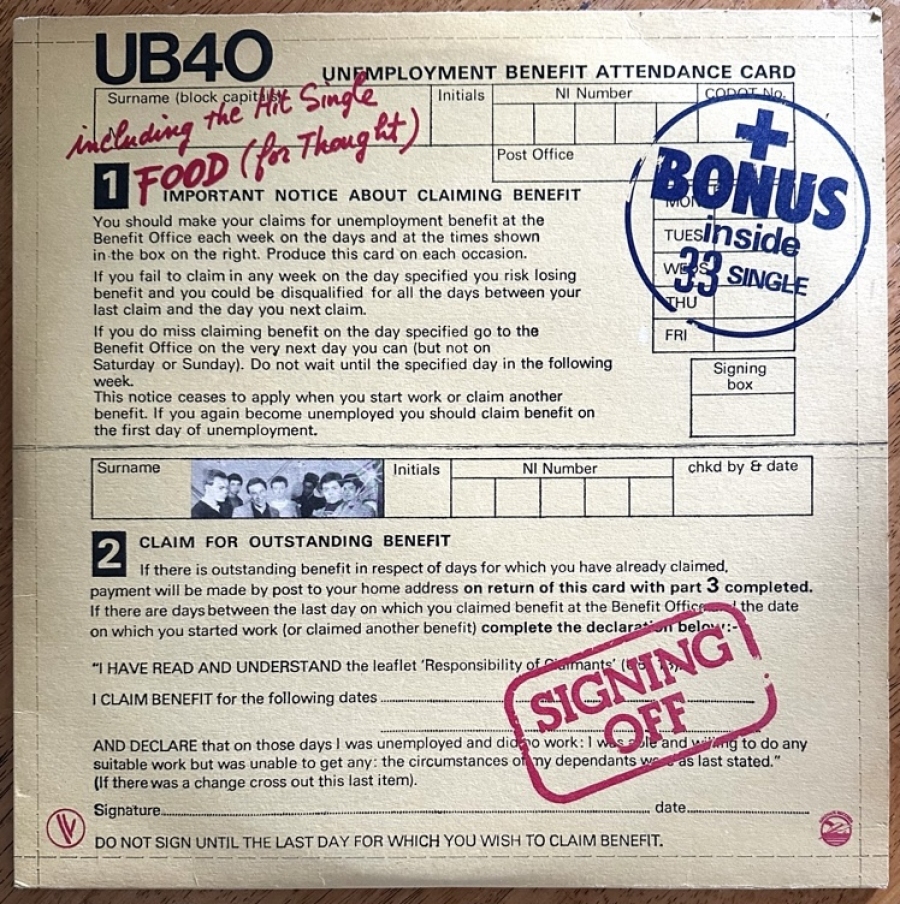 UB40
UNEMPLOYMENT BENEFIT ATTENDANCE CARD
Surname (block capitals)
Initials
NI Number
CODOT No.
including the Hit Single
FOOD (for Thought)
Post Office
+
BONUS
inside
33 SINGLE
MON
TUES
WEDS
THU
FRI
1
IMPORTANT NOTICE ABOUT CLAIMING BENEFIT
You should make your claims for unemployment benefit at the
Benefit Office each week on the days and at the times shown
in the box on the right. Produce this card on each occasion.
If you fail to claim in any week on the day specified you risk losing
benefit and you could be disqualified for all the days between your
last claim and the day you next claim.
If you do miss claiming benefit on the day specified go to the
Benefit Office on the very next day you can (but not on
Saturday or Sunday). Do not wait until the specified day in the following
week.
This notice ceases to apply when you start work or claim another
benefit. If you again become unemployed you should claim benefit on
the first day of unemployment.
Signing
box
Surname
Initials
NI Number
chkd by & date
2
CLAIM FOR OUTSTANDING BENEFIT
If there is outstanding benefit in respect of days for which you have already claimed,
payment will be made by post to your home address on return of this card with part 3 completed.
If there are days between the last day on which you claimed benefit at the Benefit Office and the date
on which you started work (or claimed another benefit) complete the declaration below:-
"I HAVE READ AND UNDERSTAND the leaflet 'Responsibility of Claimants'
I CLAIM BENEFIT for the following dates
SIGNING
OFF
AND DECLARE that on those days I was unemployed and did no work: I was able and willing to do any
suitable work but was unable to get any: the circumstances of my dependants were as last stated."
(If there was a change cross out this last item).
Signature
date
DO NOT SIGN UNTIL THE LAST DAY FOR WHICH YOU WISH TO CLAIM BENEFIT.